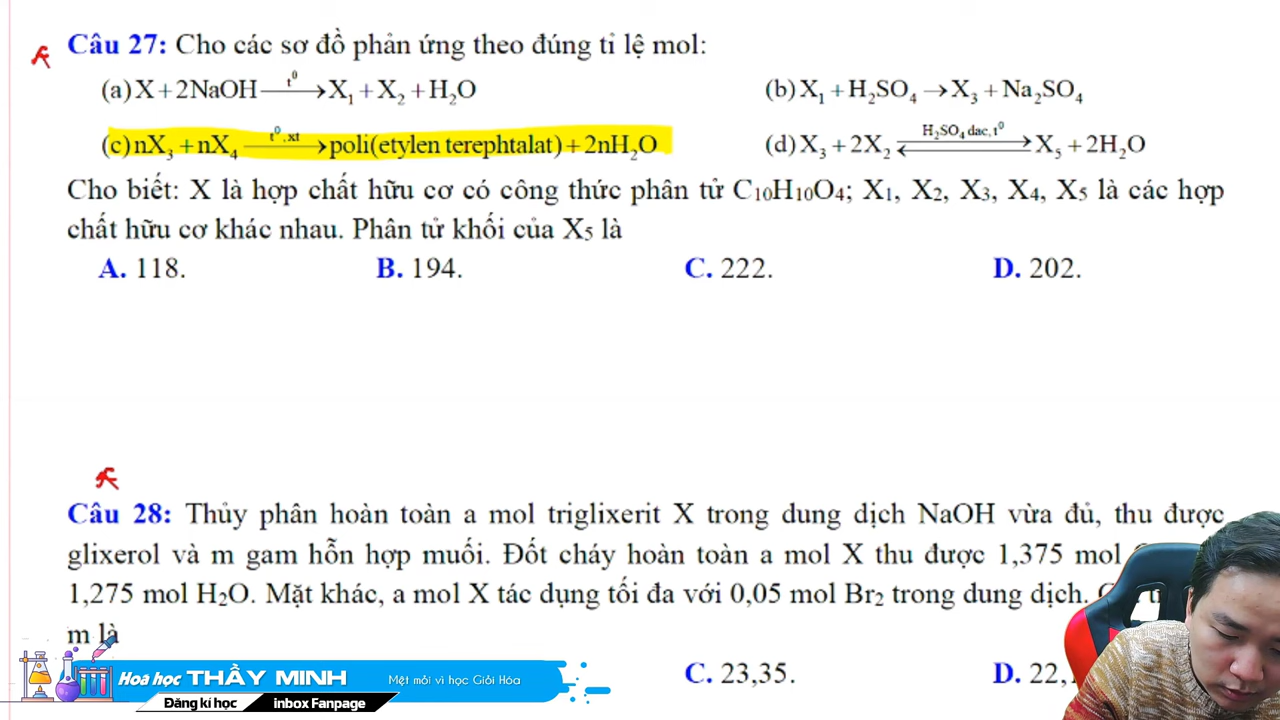 Câu 27: Cho các sơ đồ phản ứng theo đúng tỉ lệ mol:
(a) X + 2NaOH —t⁰→ X₁ + X₂ + H₂O
(b) X₁ + H₂SO₄ → X₃ + Na₂SO₄
(c) nX₃ + nX₄ —t⁰, xt→ poli(etylen terephtalat) + 2nH₂O
(d) X₃ + 2X₂ ⇌ (H₂SO₄ dac, t⁰) X₅ + 2H₂O
Cho biết: X là hợp chất hữu cơ có công thức phân tử C₁₀H₁₀O₄; X₁, X₂, X₃, X₄, X₅ là các hợp
chất hữu cơ khác nhau. Phân tử khối của X₅ là
A. 118. B. 194. C. 222. D. 202.
Câu 28: Thủy phân hoàn toàn a mol triglixerit X trong dung dịch NaOH vừa đủ, thu được
glixerol và m gam hỗn hợp muối. Đốt cháy hoàn toàn a mol X thu được 1,375 mol
1,275 mol H₂O. Mặt khác, a mol X tác dụng tối đa với 0,05 mol Br₂ trong dung dịch.
m là
C. 23,35. D. 22,
Hoá học THẦY MINH
Mệt mỏi vì học Giỏi Hóa
Đăng kí học inbox Fanpage